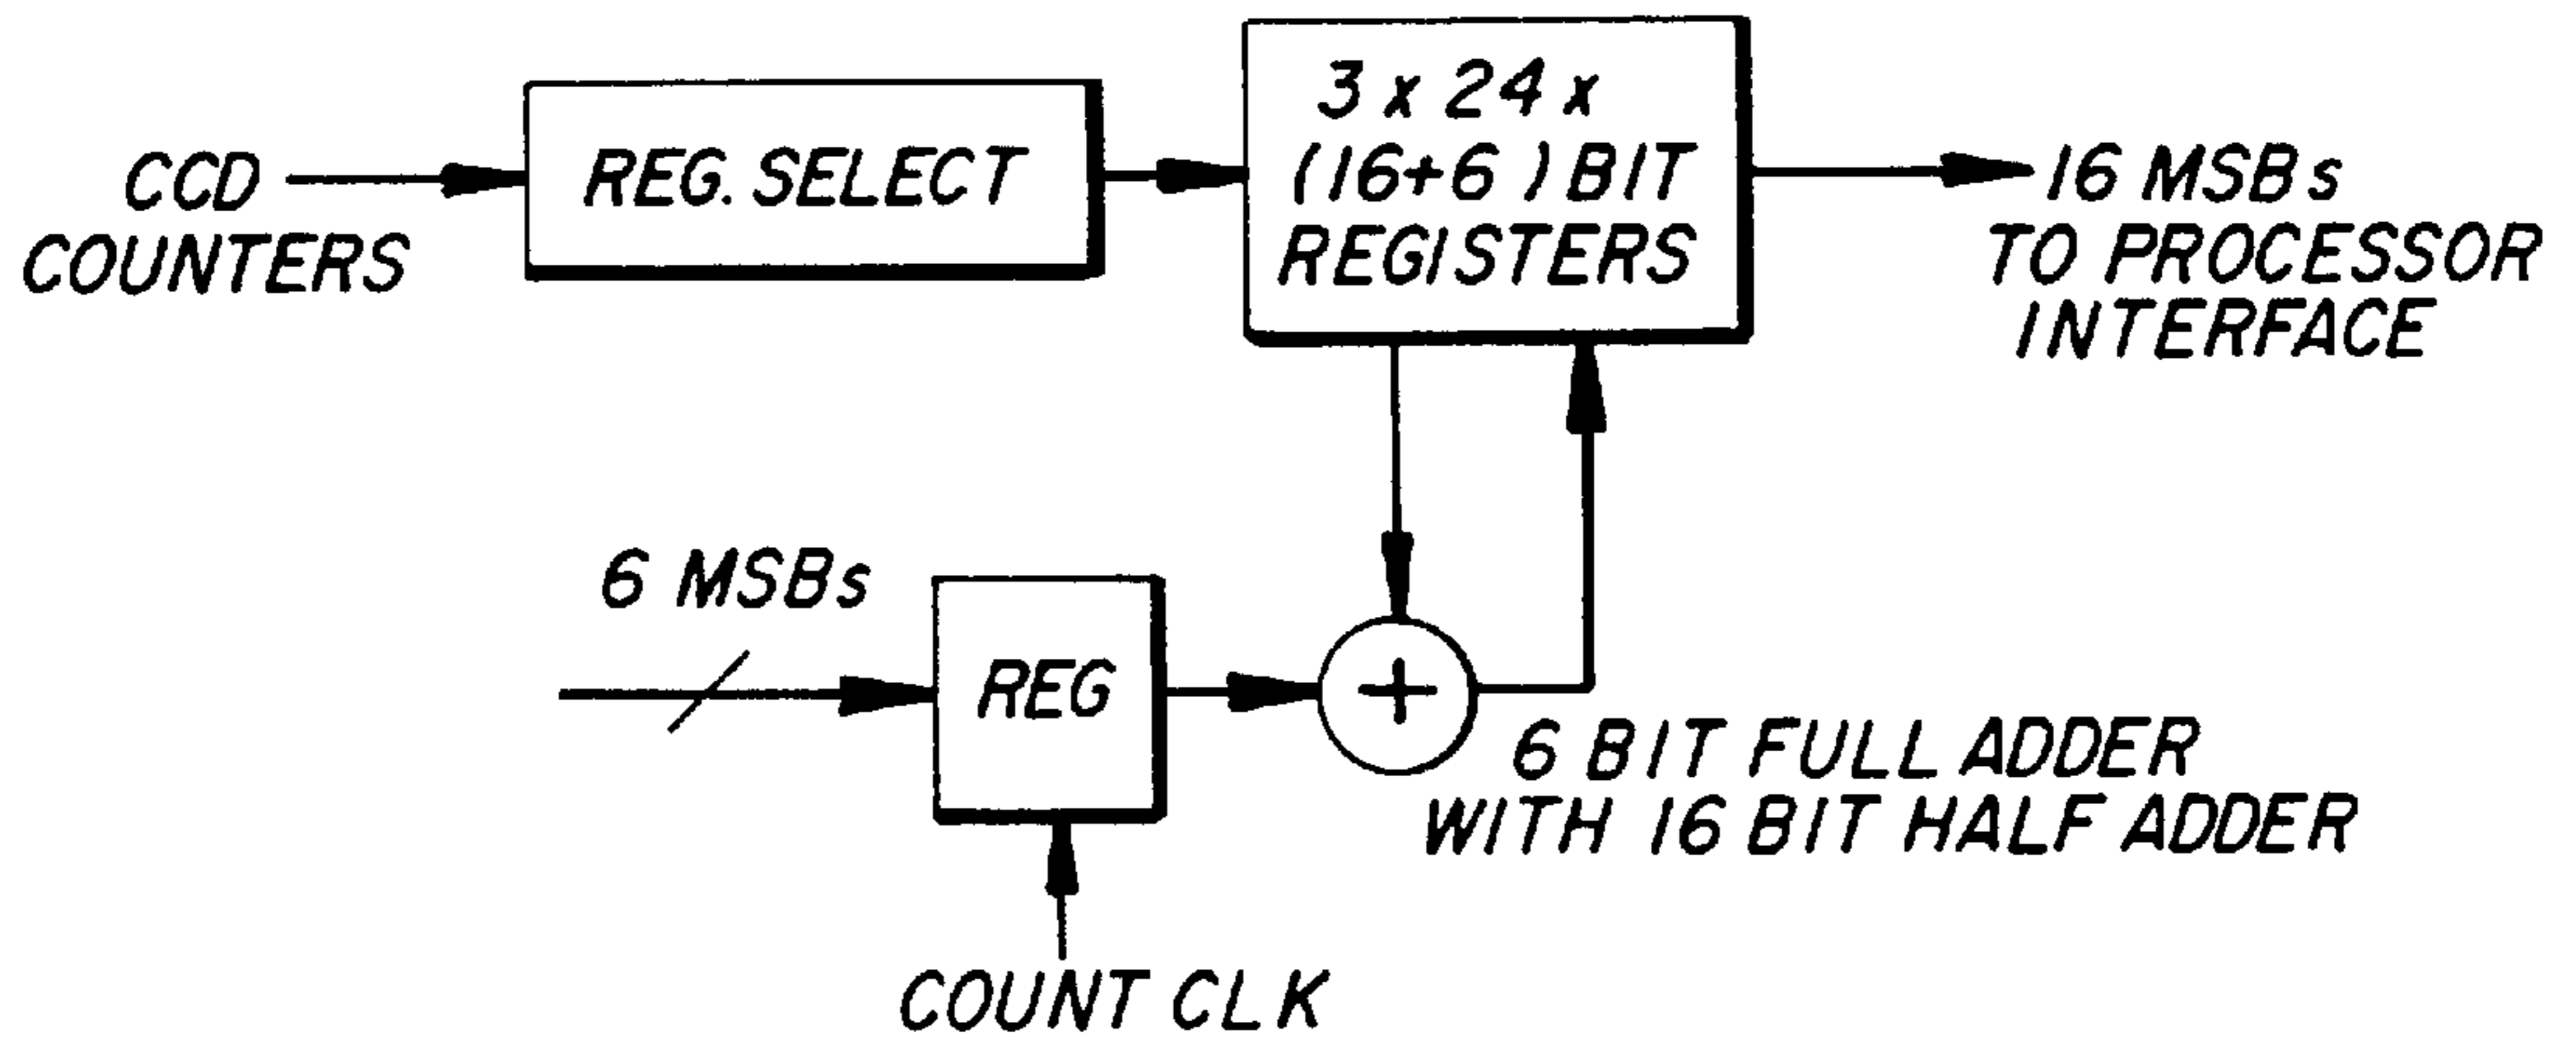 CCD
COUNTERS
REG. SELECT
3 x 24 x
(16+6) BIT
REGISTERS
16 MSBs
TO PROCESSOR
INTERFACE
6 MSBs
REG
+
6 BIT FULL ADDER
WITH 16 BIT HALF ADDER
COUNT CLK